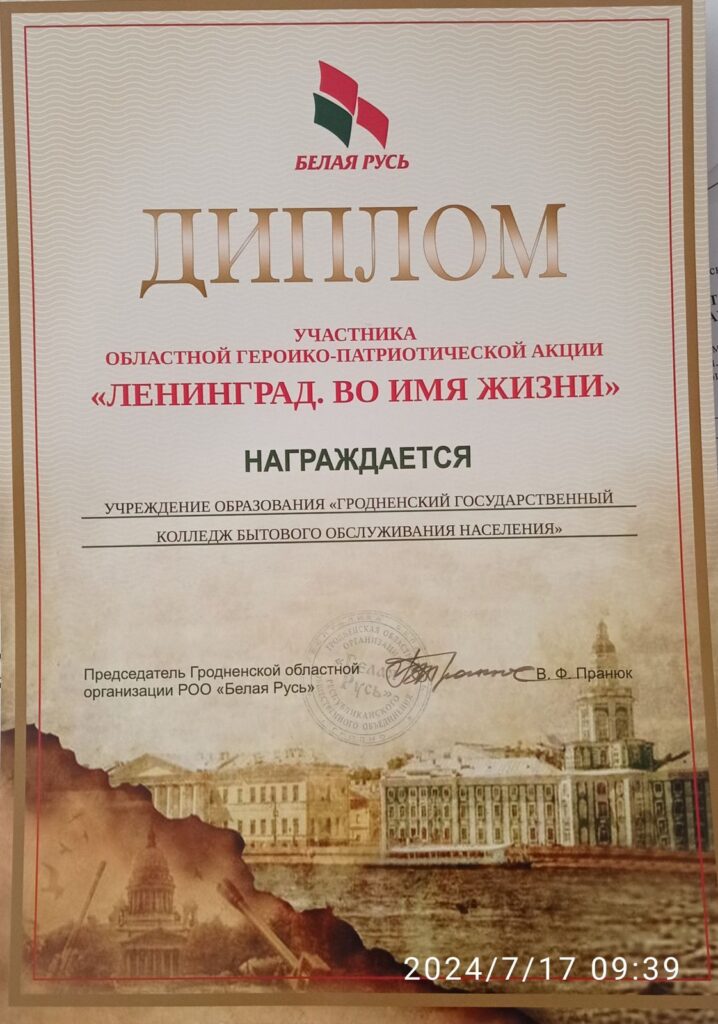 БЕЛАЯ РУСЬ
ДИПЛОМ
УЧАСТНИКА
ОБЛАСТНОЙ ГЕРОИКО-ПАТРИОТИЧЕСКОЙ АКЦИИ
«ЛЕНИНГРАД. ВО ИМЯ ЖИЗНИ»
НАГРАЖДАЕТСЯ
УЧРЕЖДЕНИЕ ОБРАЗОВАНИЯ «ГРОДНЕНСКИЙ ГОСУДАРСТВЕННЫЙ
КОЛЛЕДЖ БЫТОВОГО ОБСЛУЖИВАНИЯ НАСЕЛЕНИЯ»
Председатель Гродненской областной
организации РОО «Белая Русь»
В. Ф. Пранюк
2024/7/17 09:39